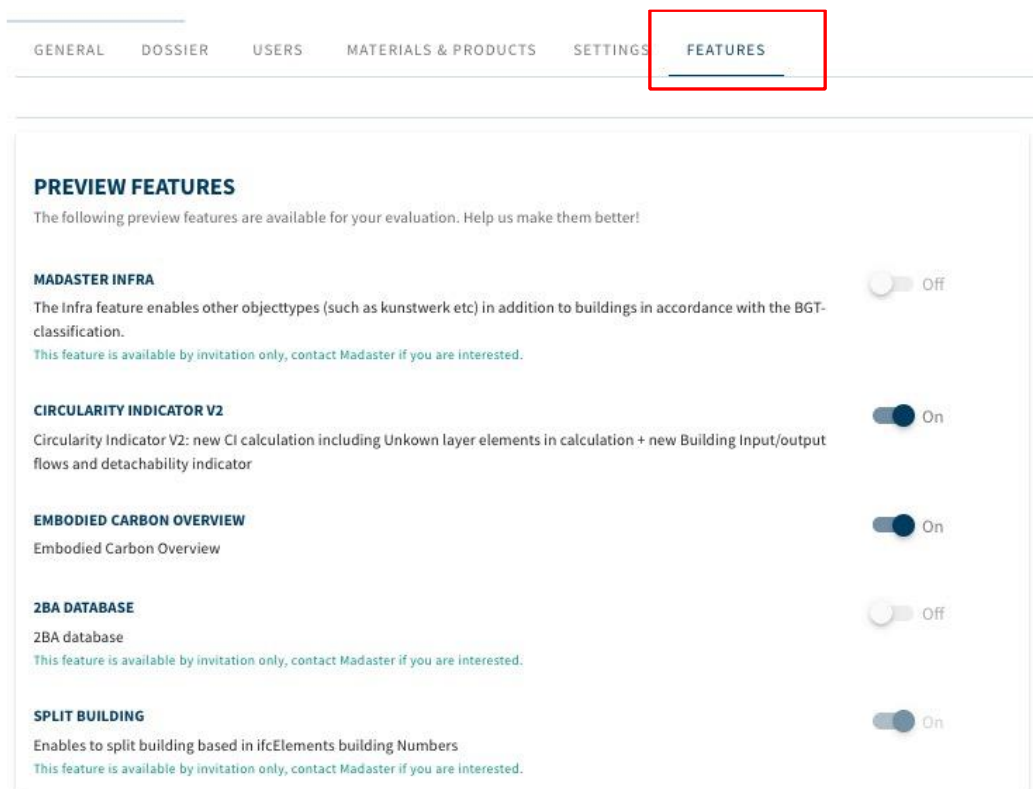 GENERAL DOSSIER USERS MATERIALS & PRODUCTS SETTINGS FEATURES
PREVIEW FEATURES
The following preview features are available for your evaluation. Help us make them better!
MADASTER INFRA
Off
The Infra feature enables other objecttypes (such as kunstwerk etc) in addition to buildings in accordance with the BGT-
classification.
This feature is available by invitation only, contact Madaster if you are interested.
CIRCULARITY INDICATOR V2
On
Circularity Indicator V2: new CI calculation including Unkown layer elements in calculation + new Building Input/output
flows and detachability indicator
EMBODIED CARBON OVERVIEW
On
Embodied Carbon Overview
2BA DATABASE
Off
2BA database
This feature is available by invitation only, contact Madaster if you are interested.
SPLIT BUILDING
On
Enables to split building based in ifcElements building Numbers
This feature is available by invitation only, contact Madaster if you are interested.